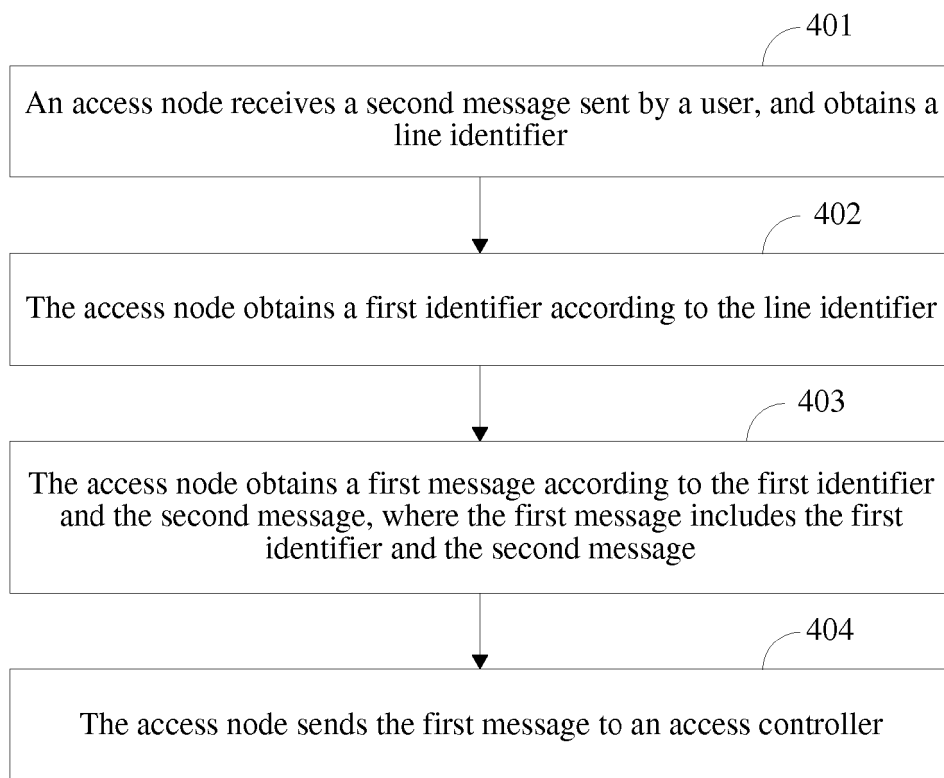 401
An access node receives a second message sent by a user, and obtains a
line identifier
402
The access node obtains a first identifier according to the line identifier
403
The access node obtains a first message according to the first identifier
and the second message, where the first message includes the first
identifier and the second message
404
The access node sends the first message to an access controller